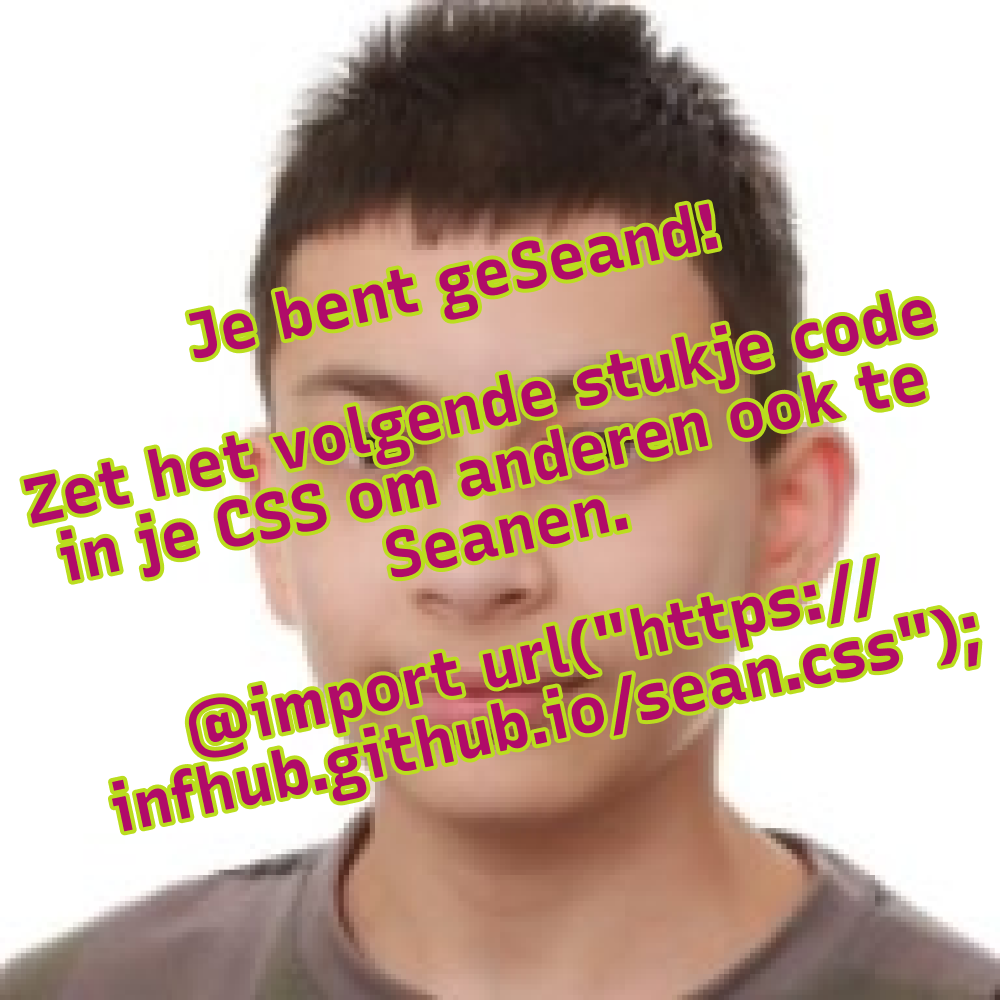 Je bent geSeand!
Zet het volgende stukje code
in je CSS om anderen ook te
Seanen.
@import url("https://
infhub.github.io/sean.css");